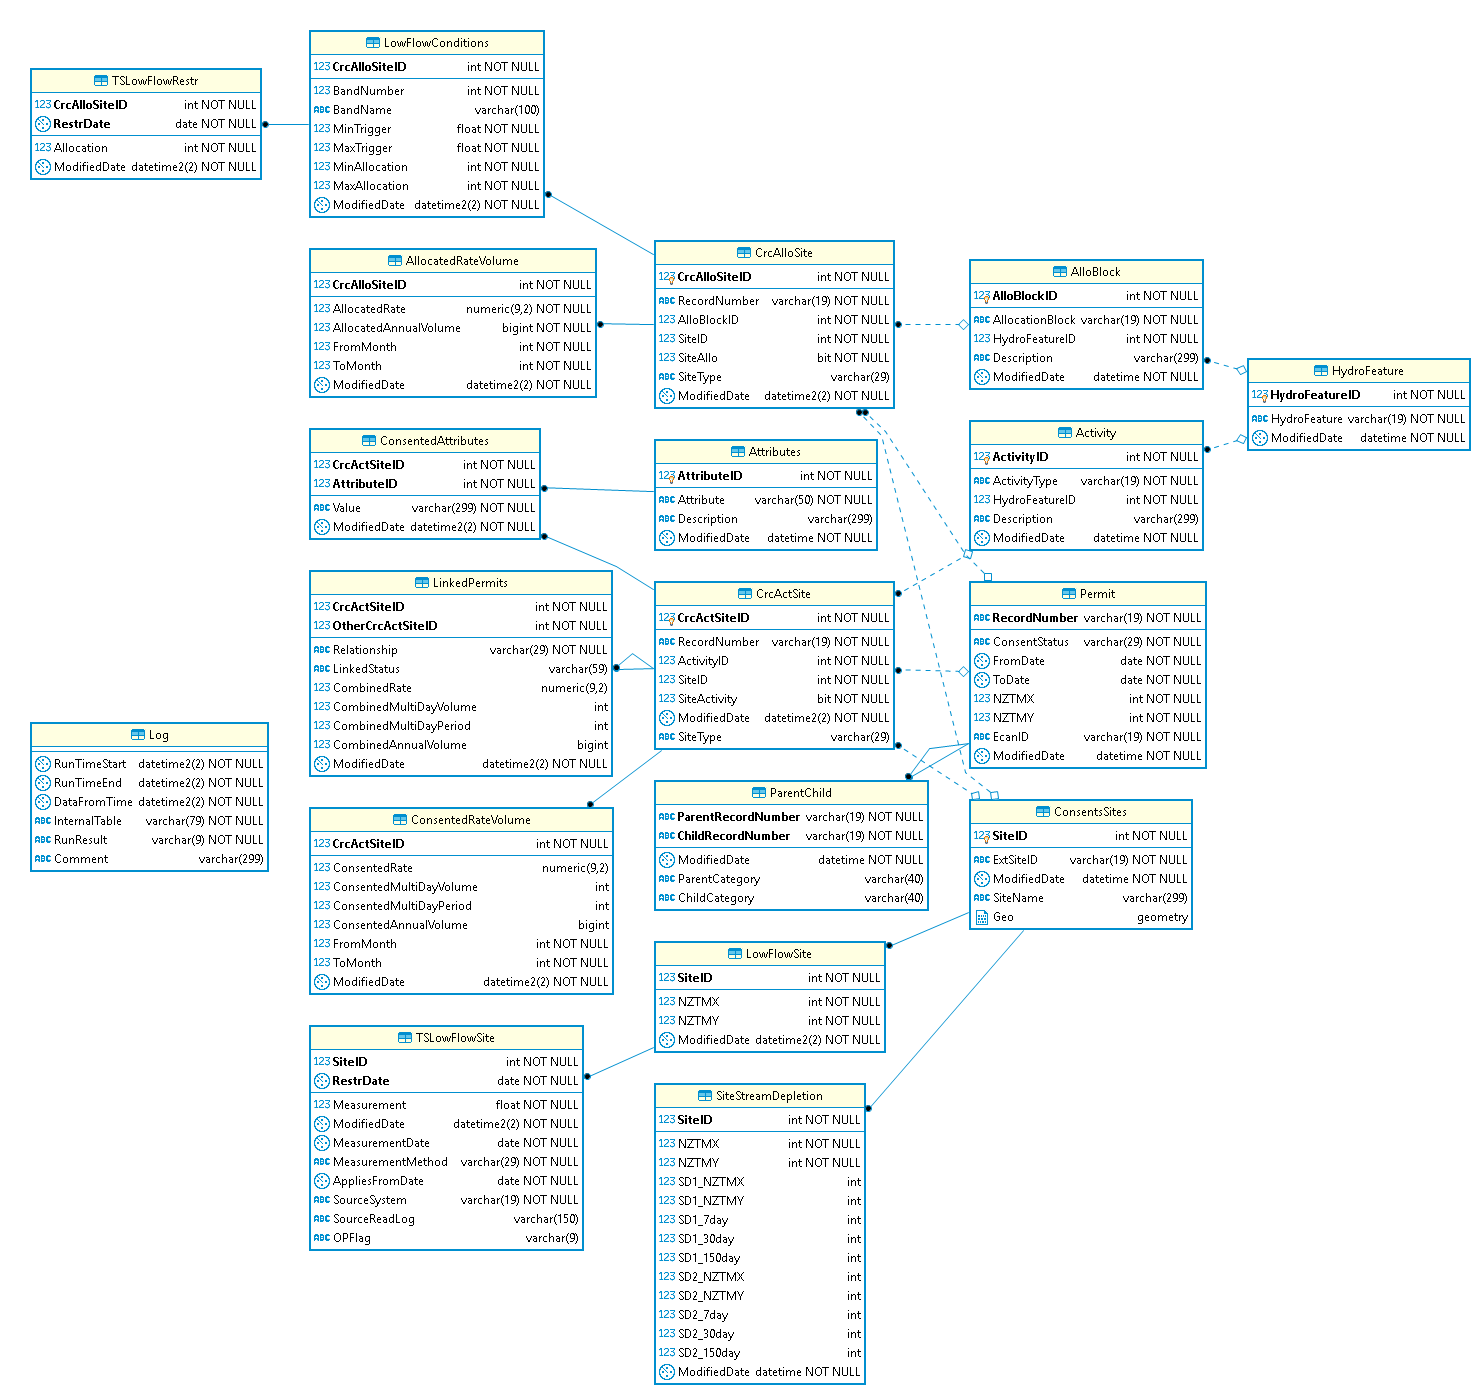 LowFlowConditions
123 CrcAlloSiteID int NOT NULL
123 BandNumber int NOT NULL
ABC BandName varchar(100)
123 MinTrigger float NOT NULL
123 MaxTrigger float NOT NULL
123 MinAllocation int NOT NULL
123 MaxAllocation int NOT NULL
ModifiedDate datetime2(2) NOT NULL
TSLowFlowRestr
123 CrcAlloSiteID int NOT NULL
RestrDate date NOT NULL
123 Allocation int NOT NULL
ModifiedDate datetime2(2) NOT NULL
AllocatedRateVolume
123 CrcAlloSiteID int NOT NULL
123 AllocatedRate numeric(9,2) NOT NULL
123 AllocatedAnnualVolume bigint NOT NULL
123 FromMonth int NOT NULL
123 ToMonth int NOT NULL
ModifiedDate datetime2(2) NOT NULL
CrcAlloSite
123 CrcAlloSiteID int NOT NULL
ABC RecordNumber varchar(19) NOT NULL
123 AlloBlockID int NOT NULL
123 SiteID int NOT NULL
123 SiteAllo bit NOT NULL
ABC SiteType varchar(29)
ModifiedDate datetime2(2) NOT NULL
AlloBlock
123 AlloBlockID int NOT NULL
ABC AllocationBlock varchar(19) NOT NULL
123 HydroFeatureID int NOT NULL
ABC Description varchar(299)
ModifiedDate datetime NOT NULL
HydroFeature
123 HydroFeatureID int NOT NULL
ABC HydroFeature varchar(19) NOT NULL
ModifiedDate datetime NOT NULL
ConsentedAttributes
123 CrcActSiteID int NOT NULL
123 AttributeID int NOT NULL
ABC Value varchar(299) NOT NULL
ModifiedDate datetime2(2) NOT NULL
Attributes
123 AttributeID int NOT NULL
ABC Attribute varchar(50) NOT NULL
ABC Description varchar(299)
ModifiedDate datetime NOT NULL
Activity
123 ActivityID int NOT NULL
ABC ActivityType varchar(19) NOT NULL
123 HydroFeatureID int NOT NULL
ABC Description varchar(299)
ModifiedDate datetime NOT NULL
LinkedPermits
123 CrcActSiteID int NOT NULL
123 OtherCrcActSiteID int NOT NULL
ABC Relationship varchar(29) NOT NULL
ABC LinkedStatus varchar(59)
123 CombinedRate numeric(9,2)
123 CombinedMultiDayVolume int
123 CombinedMultiDayPeriod int
123 CombinedAnnualVolume bigint
ModifiedDate datetime2(2) NOT NULL
CrcActSite
123 CrcActSiteID int NOT NULL
ABC RecordNumber varchar(19) NOT NULL
123 ActivityID int NOT NULL
123 SiteID int NOT NULL
123 SiteActivity bit NOT NULL
ModifiedDate datetime2(2) NOT NULL
ABC SiteType varchar(29)
Permit
ABC RecordNumber varchar(19) NOT NULL
ABC ConsentStatus varchar(29) NOT NULL
FromDate date NOT NULL
ToDate date NOT NULL
123 NZTMX int NOT NULL
123 NZTMY int NOT NULL
ABC EcanID varchar(19) NOT NULL
ModifiedDate datetime NOT NULL
Log
RunTimeStart datetime2(2) NOT NULL
RunTimeEnd datetime2(2) NOT NULL
DataFromTime datetime2(2) NOT NULL
ABC InternalTable varchar(79) NOT NULL
ABC RunResult varchar(9) NOT NULL
ABC Comment varchar(299)
ConsentedRateVolume
123 CrcActSiteID int NOT NULL
123 ConsentedRate numeric(9,2)
123 ConsentedMultiDayVolume int
123 ConsentedMultiDayPeriod int
123 ConsentedAnnualVolume bigint
123 FromMonth int NOT NULL
123 ToMonth int NOT NULL
ModifiedDate datetime2(2) NOT NULL
ParentChild
ABC ParentRecordNumber varchar(19) NOT NULL
ABC ChildRecordNumber varchar(19) NOT NULL
ModifiedDate datetime NOT NULL
ABC ParentCategory varchar(40)
ABC ChildCategory varchar(40)
ConsentsSites
123 SiteID int NOT NULL
ABC ExtSiteID varchar(19) NOT NULL
ModifiedDate datetime NOT NULL
ABC SiteName varchar(299)
Geo geometry
LowFlowSite
123 SiteID int NOT NULL
123 NZTMX int NOT NULL
123 NZTMY int NOT NULL
ModifiedDate datetime2(2) NOT NULL
TSLowFlowSite
123 SiteID int NOT NULL
RestrDate date NOT NULL
123 Measurement float NOT NULL
ModifiedDate datetime2(2) NOT NULL
MeasurementDate date NOT NULL
ABC MeasurementMethod varchar(29) NOT NULL
AppliesFromDate date NOT NULL
ABC SourceSystem varchar(19) NOT NULL
ABC SourceReadLog varchar(150)
ABC OPFlag varchar(9)
SiteStreamDepletion
123 SiteID int NOT NULL
123 NZTMX int NOT NULL
123 NZTMY int NOT NULL
123 SD1_NZTMX int
123 SD1_NZTMY int
123 SD1_7day int
123 SD1_30day int
123 SD1_150day int
123 SD2_NZTMX int
123 SD2_NZTMY int
123 SD2_7day int
123 SD2_30day int
123 SD2_150day int
ModifiedDate datetime NOT NULL